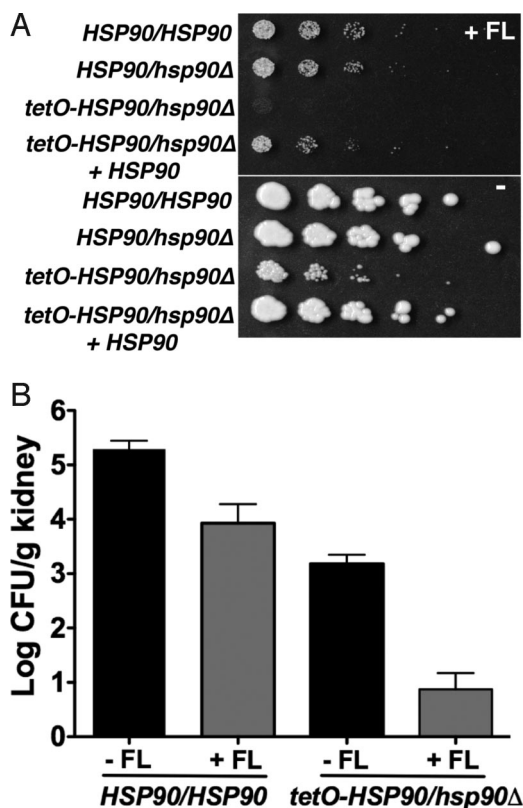 A
HSP90/HSP90
+ FL
HSP90/hsp90Δ
tetO-HSP90/hsp90Δ
tetO-HSP90/hsp90Δ
+ HSP90
HSP90/HSP90
-
HSP90/hsp90Δ
tetO-HSP90/hsp90Δ
tetO-HSP90/hsp90Δ
+ HSP90
B
Log CFU/g kidney
6
5
4
3
2
1
0
- FL + FL - FL + FL
HSP90/HSP90 tetO-HSP90/hsp90Δ